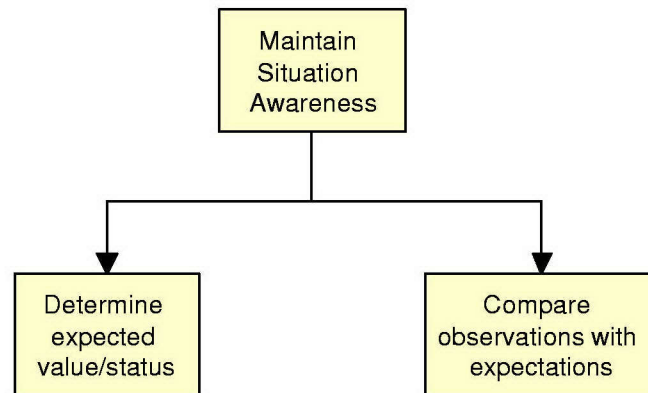 Maintain
Situation
Awareness
Determine
expected
value/status
Compare
observations with
expectations